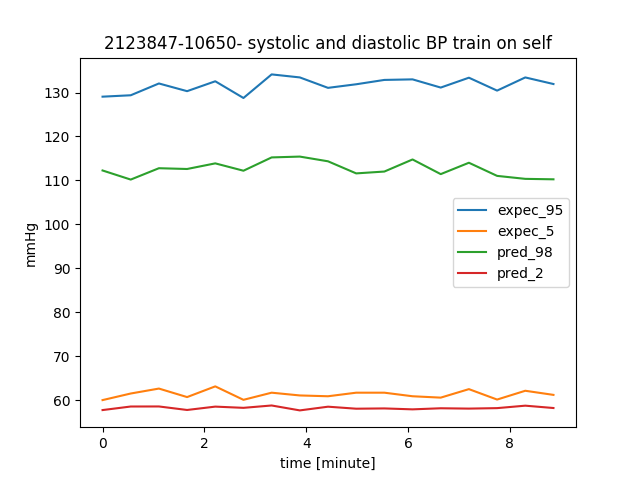 2123847-10650- systolic and diastolic BP train on self
mmHg
130
120
110
100
90
80
70
60
expec_95
expec_5
pred_98
pred_2
0 2 4 6 8
time [minute]